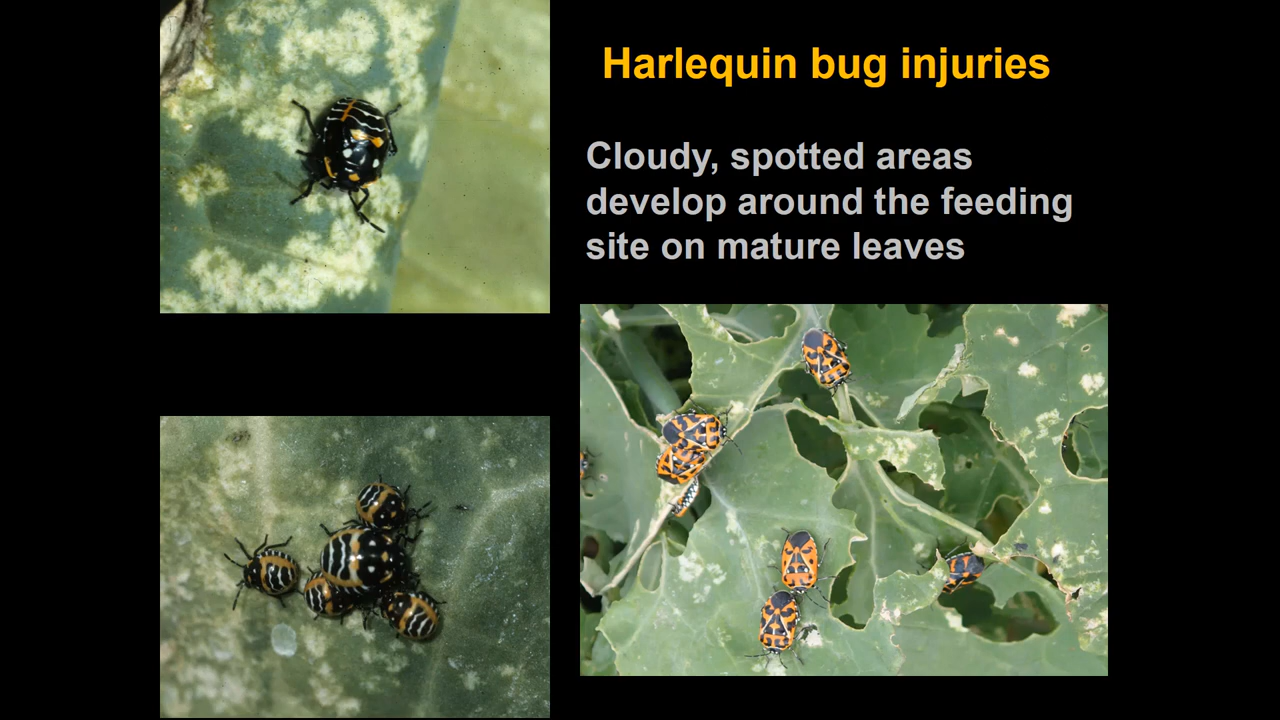 Harlequin bug injuries
Cloudy, spotted areas
develop around the feeding
site on mature leaves